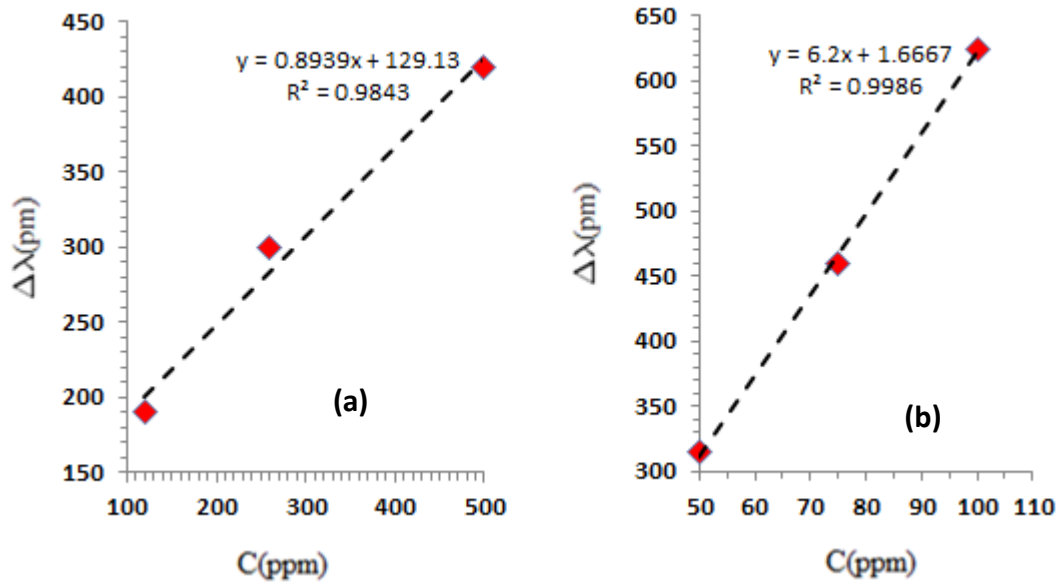 450
400
350
300
250
200
150
y = 0.8939x + 129.13
R² = 0.9843
(a)
100 200 300 400 500
Δλ(pm)
C(ppm)
650
600
550
500
450
400
350
300
y = 6.2x + 1.6667
R² = 0.9986
(b)
50 60 70 80 90 100 110
Δλ(pm)
C(ppm)